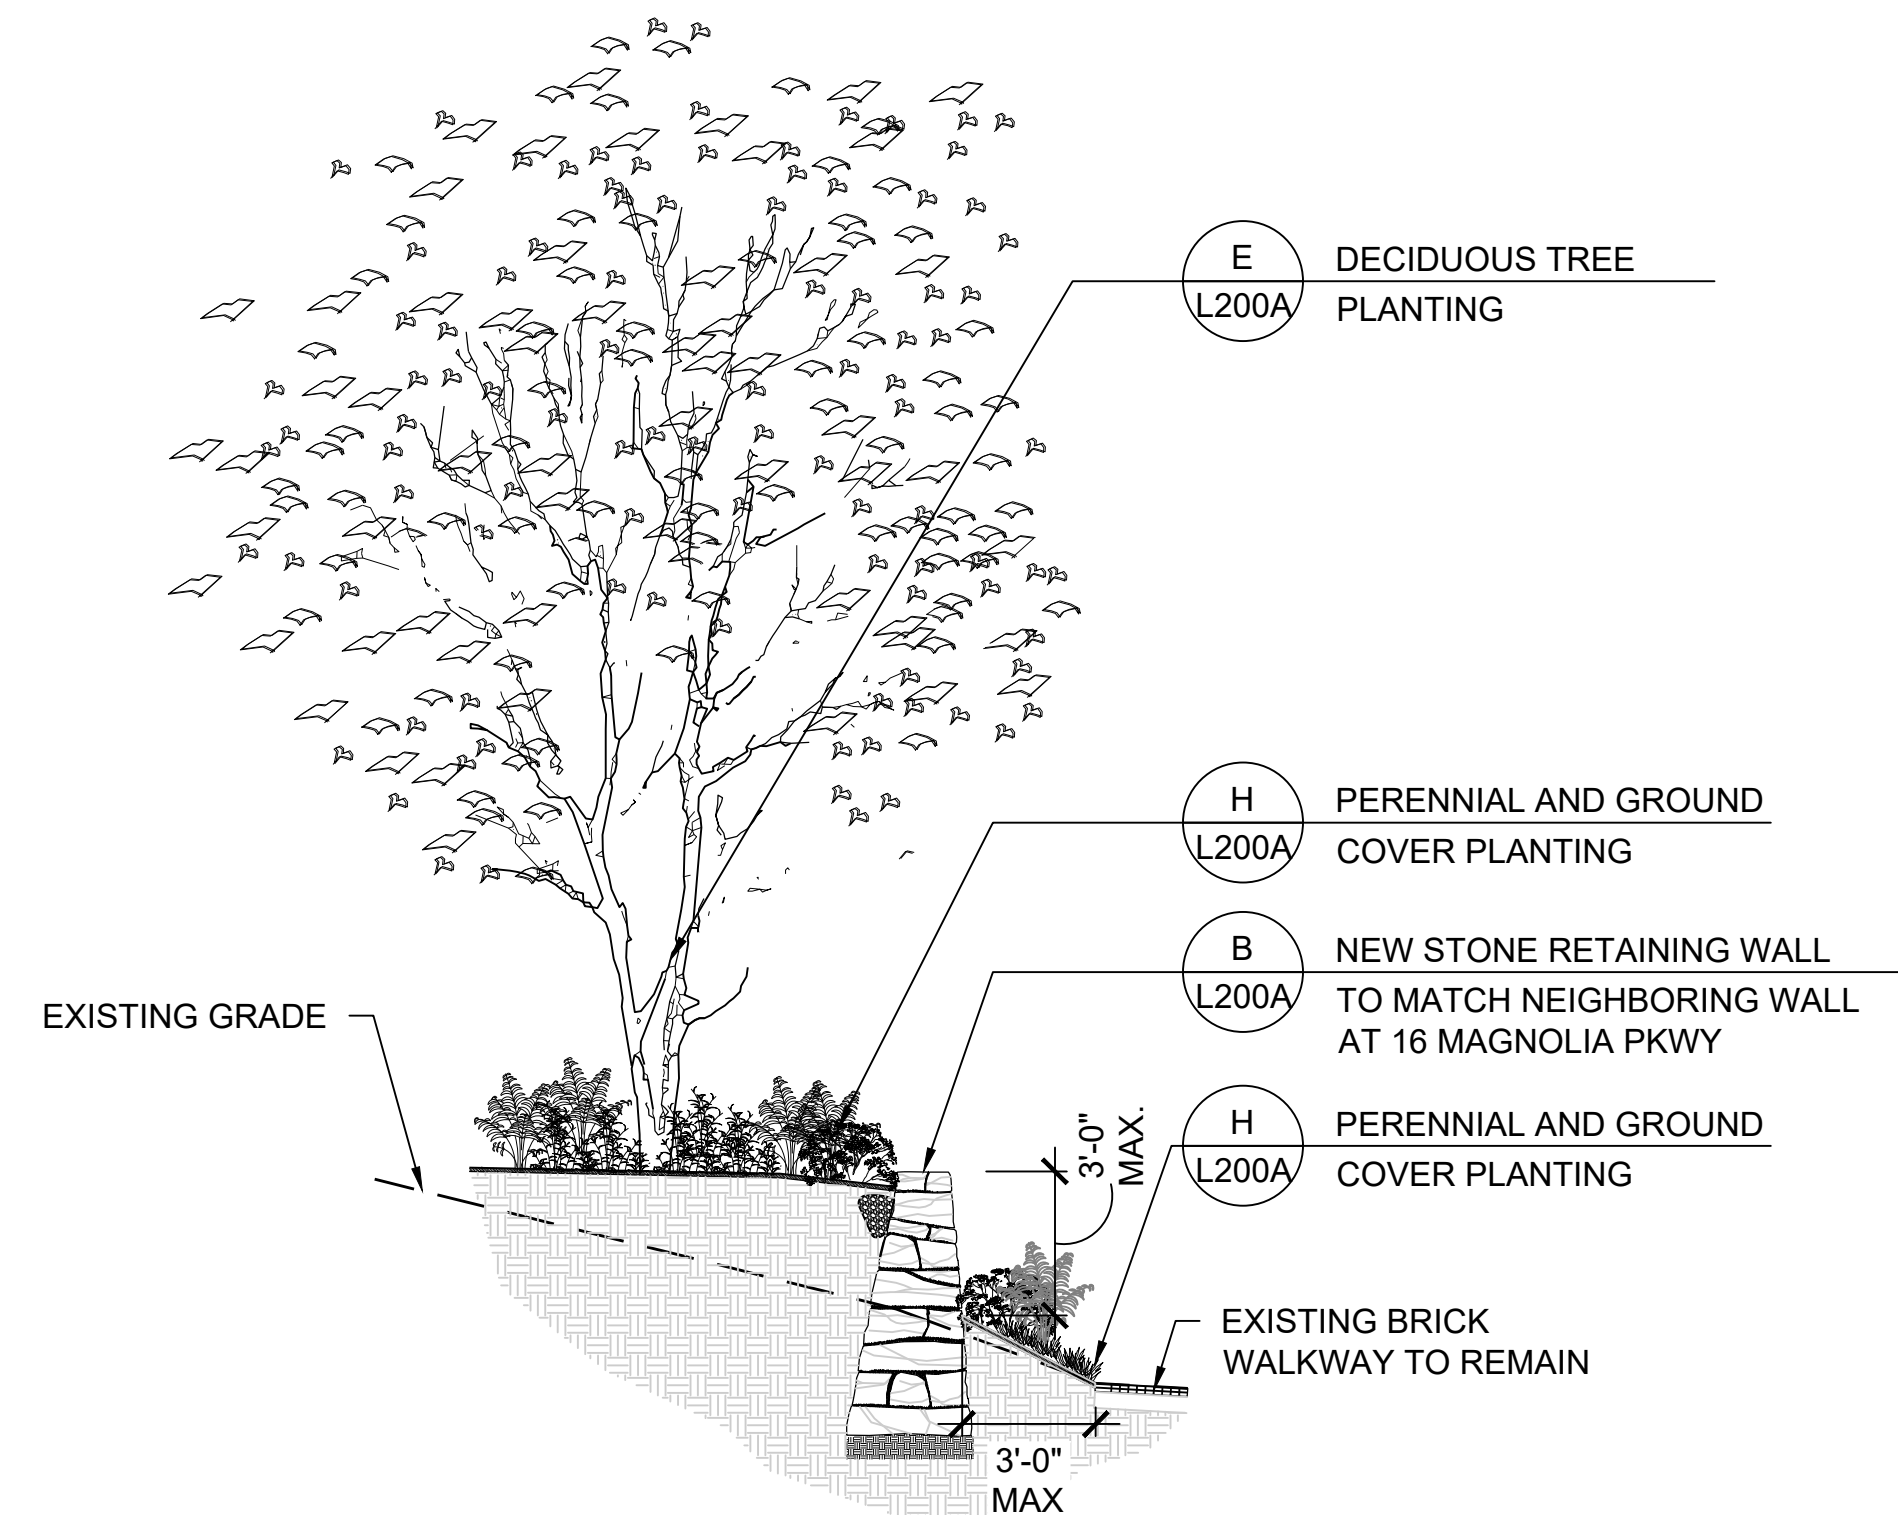 E
L200A
DECIDUOUS TREE
PLANTING
H
L200A
PERENNIAL AND GROUND
COVER PLANTING
B
L200A
NEW STONE RETAINING WALL
TO MATCH NEIGHBORING WALL
AT 16 MAGNOLIA PKWY
EXISTING GRADE
3'-0"
MAX.
H
L200A
PERENNIAL AND GROUND
COVER PLANTING
EXISTING BRICK
WALKWAY TO REMAIN
3'-0"
MAX